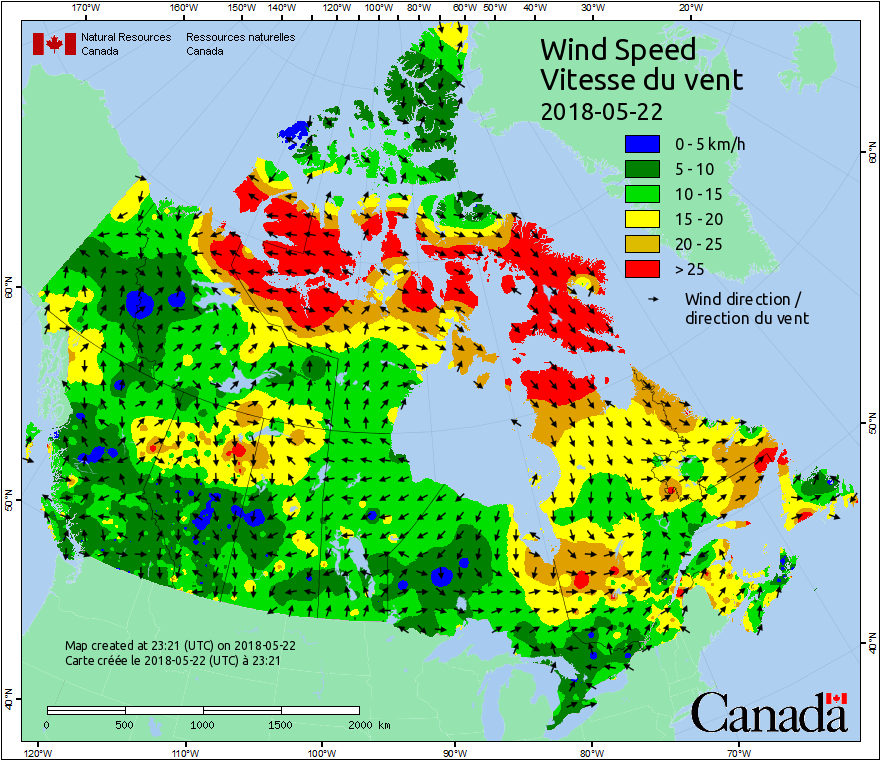 170°W 160°W 150°W 140°W 120°W 100°W 80°W 60°W 50°W 40°W 30°W 20°W
Natural Resources Ressources naturelles
Canada Canada
Wind Speed
Vitesse du vent
2018-05-22
0 - 5 km/h
5 - 10
10 - 15
15 - 20
20 - 25
> 25
Wind direction /
direction du vent
60°N
60°N
50°N
50°N
40°N
40°N
Map created at 23:21 (UTC) on 2018-05-22
Carte créée le 2018-05-22 (UTC) à 23:21
0 500 1000 1500 2000 km
Canada
120°W 110°W 100°W 90°W 80°W 70°W